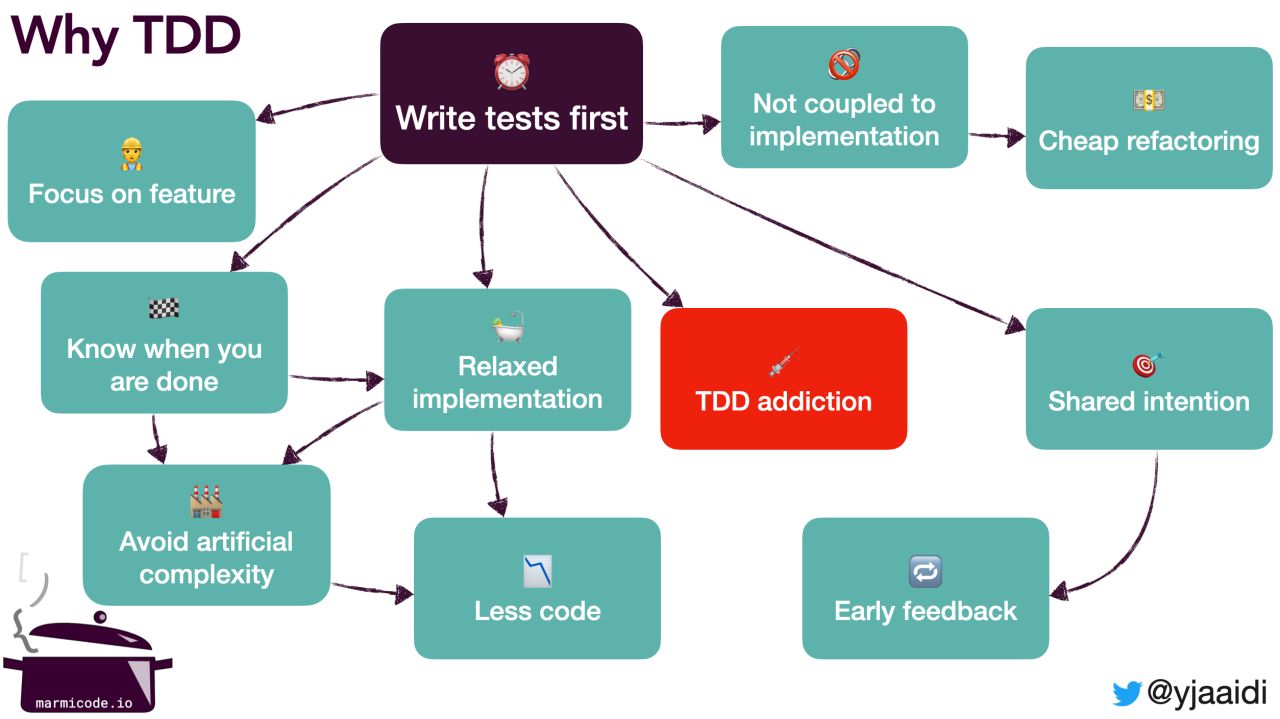 Why TDD
Write tests first
Not coupled to
implementation
Cheap refactoring
Focus on feature
Know when you
are done
Relaxed
implementation
TDD addiction
Shared intention
Avoid artificial
complexity
Less code
Early feedback
[
)
{
marmicode.io
@yjaaidi